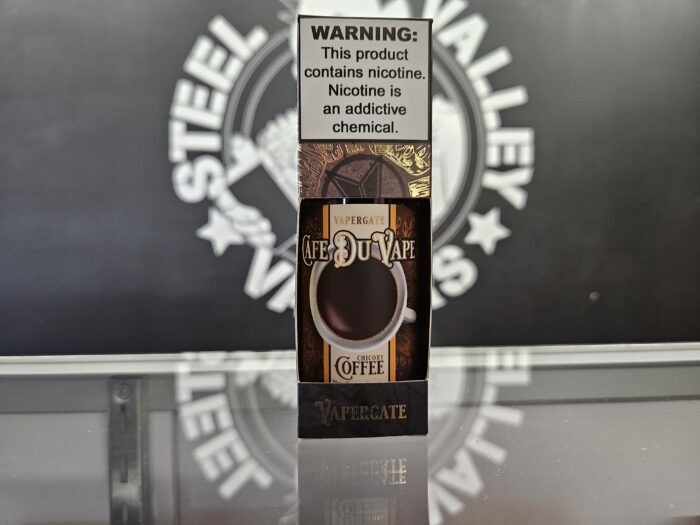 STEEL VALLEY
VAPERS
WARNING:
This product
contains nicotine.
Nicotine is
an addictive
chemical.
VAPERGATE
CAFE DU VAPE
CHICORY
COFFEE
VAPERGATE